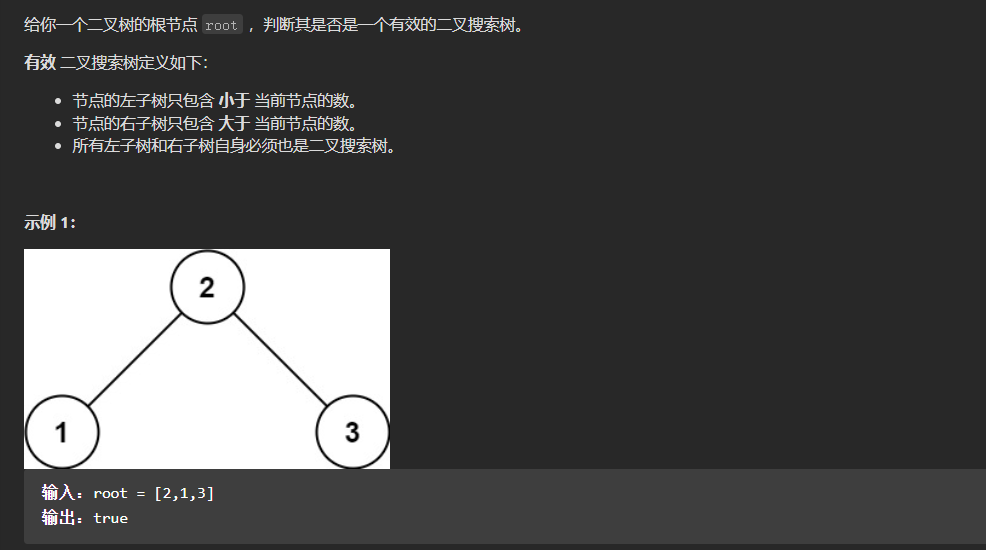 给你一个二叉树的根节点 root ，判断其是否是一个有效的二叉搜索树。
有效 二叉搜索树定义如下：
• 节点的左子树只包含 小于 当前节点的数。
• 节点的右子树只包含 大于 当前节点的数。
• 所有左子树和右子树自身必须也是二叉搜索树。
示例 1：
2
1 3
输入：root = [2,1,3]
输出：true